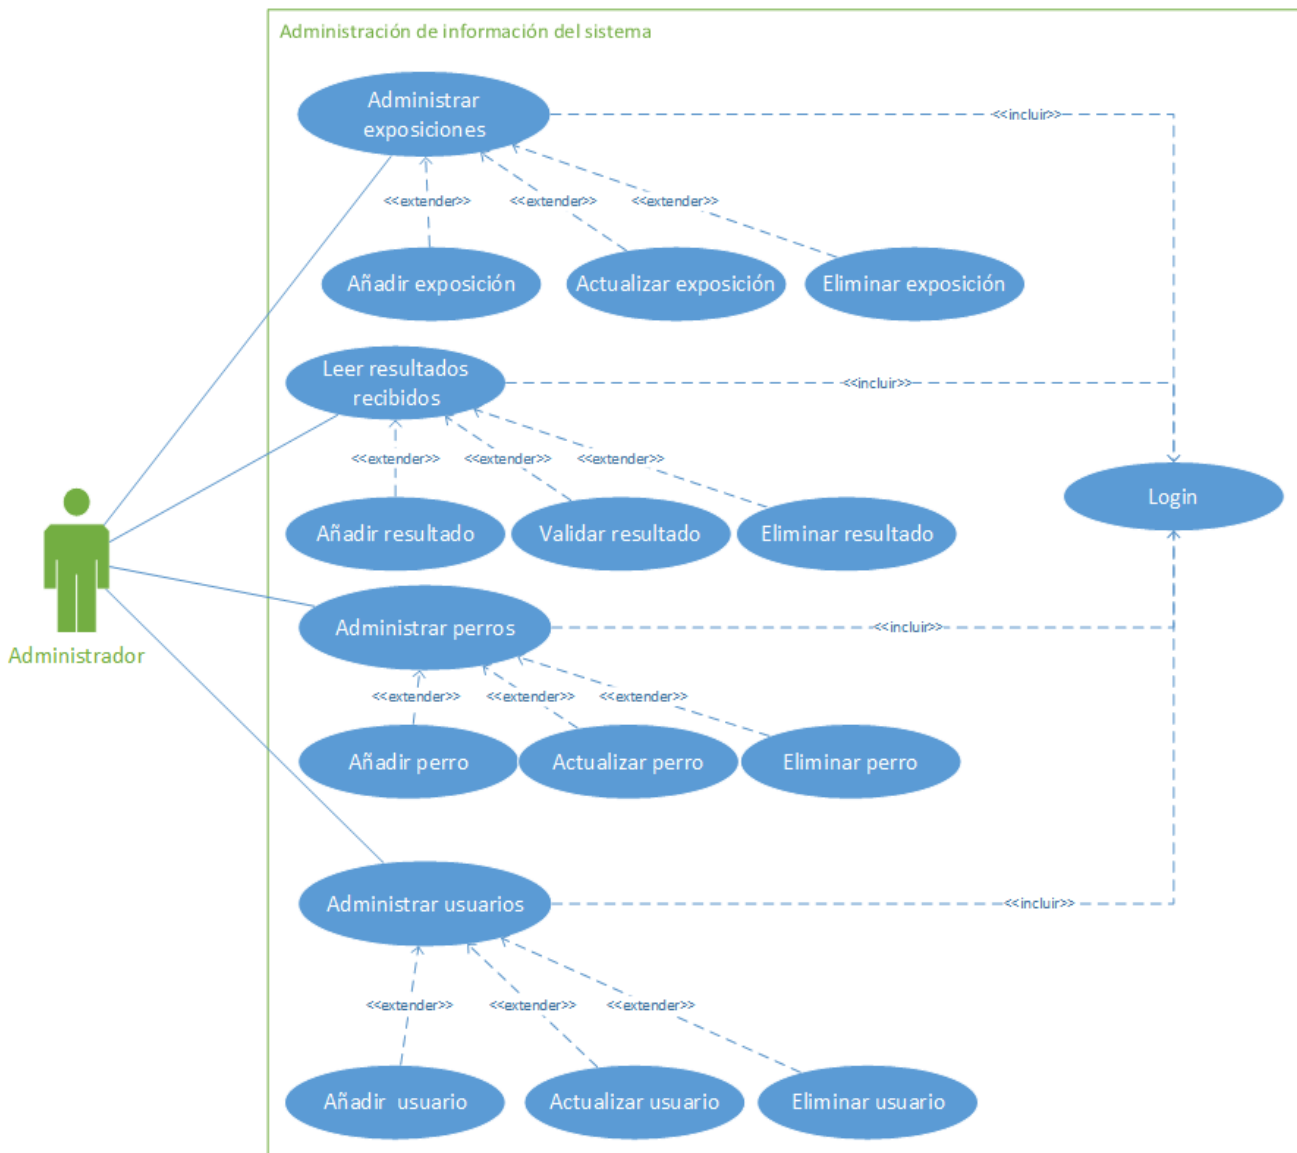 Administración de información del sistema
Administrar
exposiciones
<<incluir>>
<<extender>>
<<extender>>
<<extender>>
Añadir exposición
Actualizar exposición
Eliminar exposición
Leer resultados
recibidos
<<incluir>>
<<extender>>
<<extender>>
<<extender>>
Login
Añadir resultado
Validar resultado
Eliminar resultado
Administrador
Administrar perros
<<incluir>>
<<extender>>
<<extender>>
<<extender>>
Añadir perro
Actualizar perro
Eliminar perro
Administrar usuarios
<<incluir>>
<<extender>>
<<extender>>
<<extender>>
Añadir usuario
Actualizar usuario
Eliminar usuario